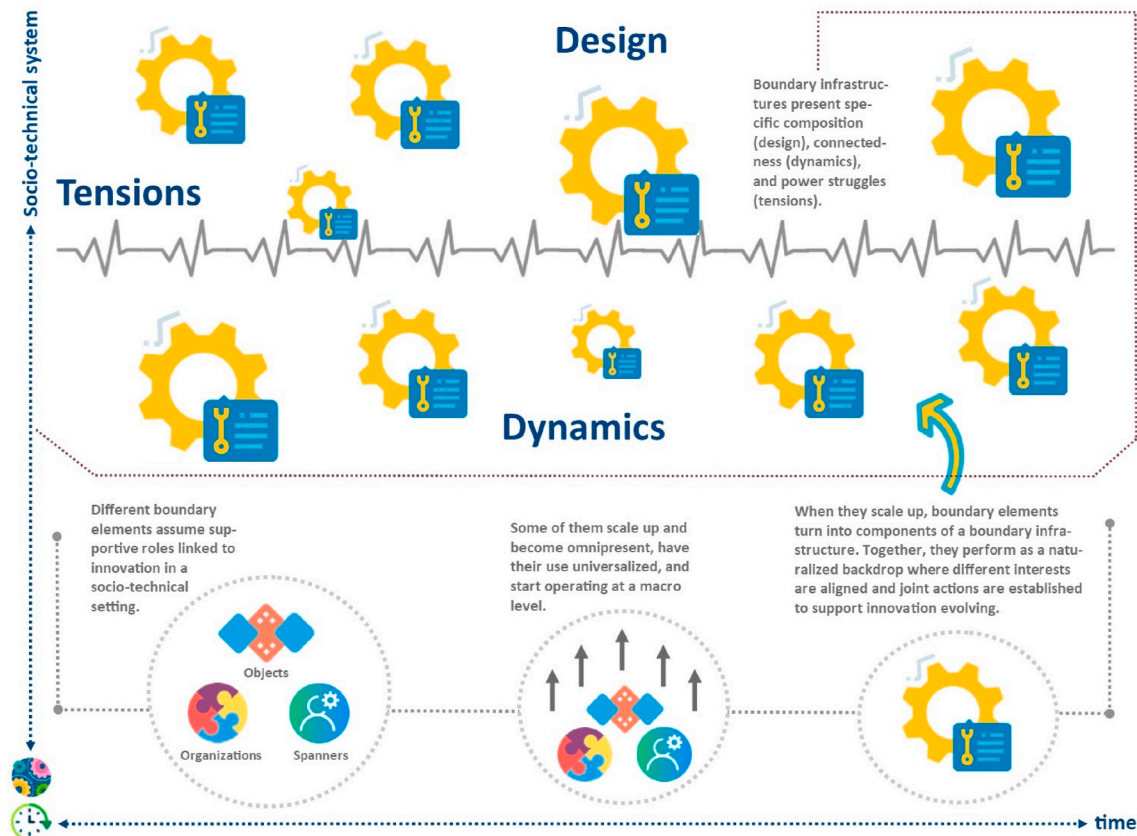 Socio-technical system
Design
Boundary infrastruc-
tures present spe-
cific composition
(design), connected-
ness (dynamics),
and power struggles
(tensions).
Tensions
Dynamics
Different boundary
elements assume sup-
portive roles linked to
innovation in a
socio-technical
setting.
Some of them scale up and
become omnipresent, have
their use universalized, and
start operating at a macro
level.
When they scale up, boundary elements
turn into components of a boundary infra-
structure. Together, they perform as a natu-
ralized backdrop where different interests
are aligned and joint actions are established
to support innovation evolving.
Objects
Organizations
Spanners
time